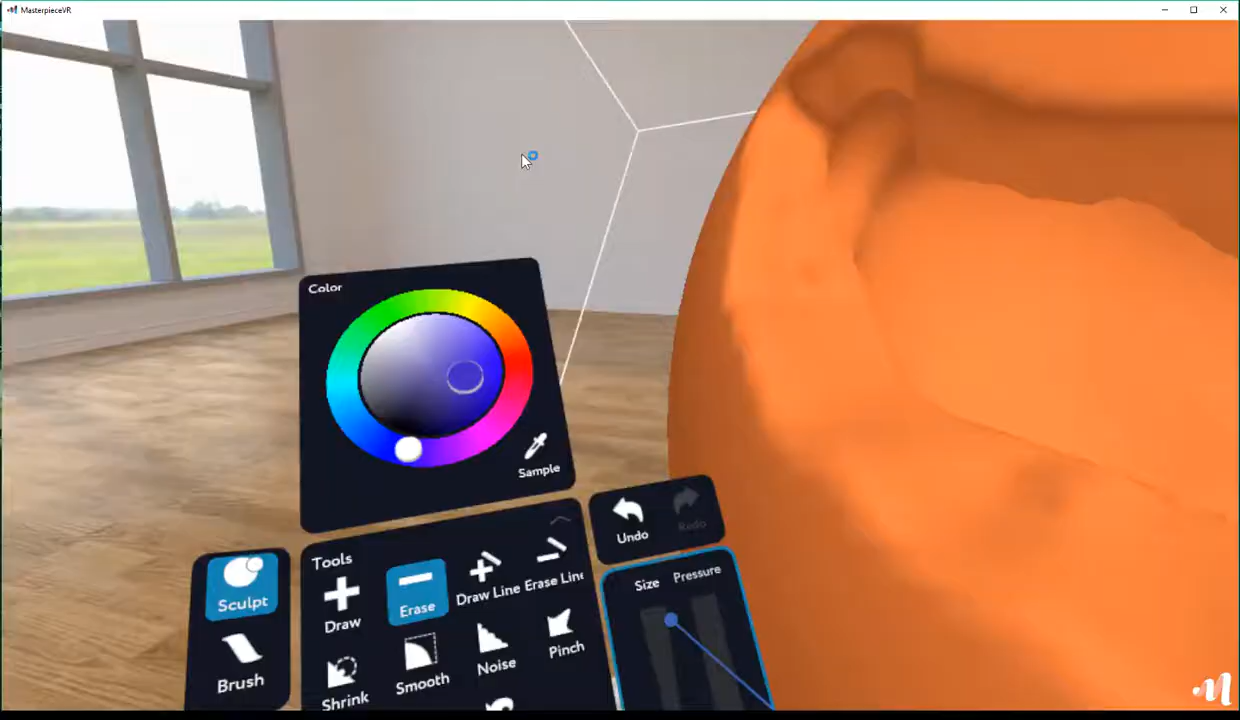 MasterpieceVR
Color
Sample
Undo
Redo
Sculpt
Brush
Tools
Draw
Erase
Draw Line
Erase Line
Shrink
Smooth
Noise
Pinch
Size
Pressure